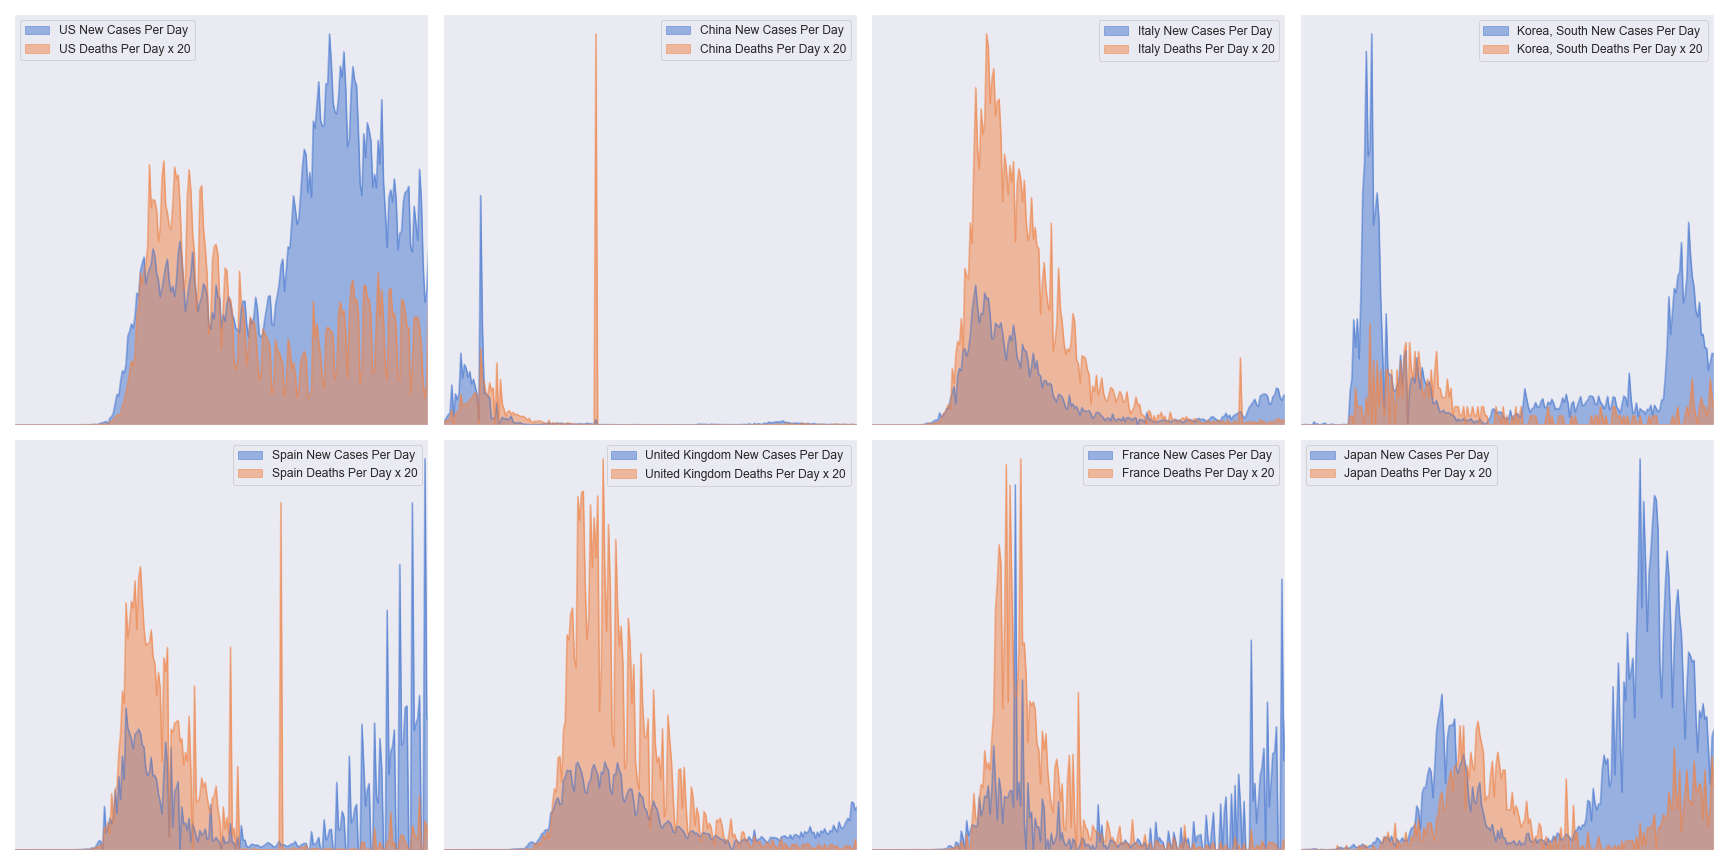 US New Cases Per Day
US Deaths Per Day x 20
China New Cases Per Day
China Deaths Per Day x 20
Italy New Cases Per Day
Italy Deaths Per Day x 20
Korea, South New Cases Per Day
Korea, South Deaths Per Day x 20
Spain New Cases Per Day
Spain Deaths Per Day x 20
United Kingdom New Cases Per Day
United Kingdom Deaths Per Day x 20
France New Cases Per Day
France Deaths Per Day x 20
Japan New Cases Per Day
Japan Deaths Per Day x 20